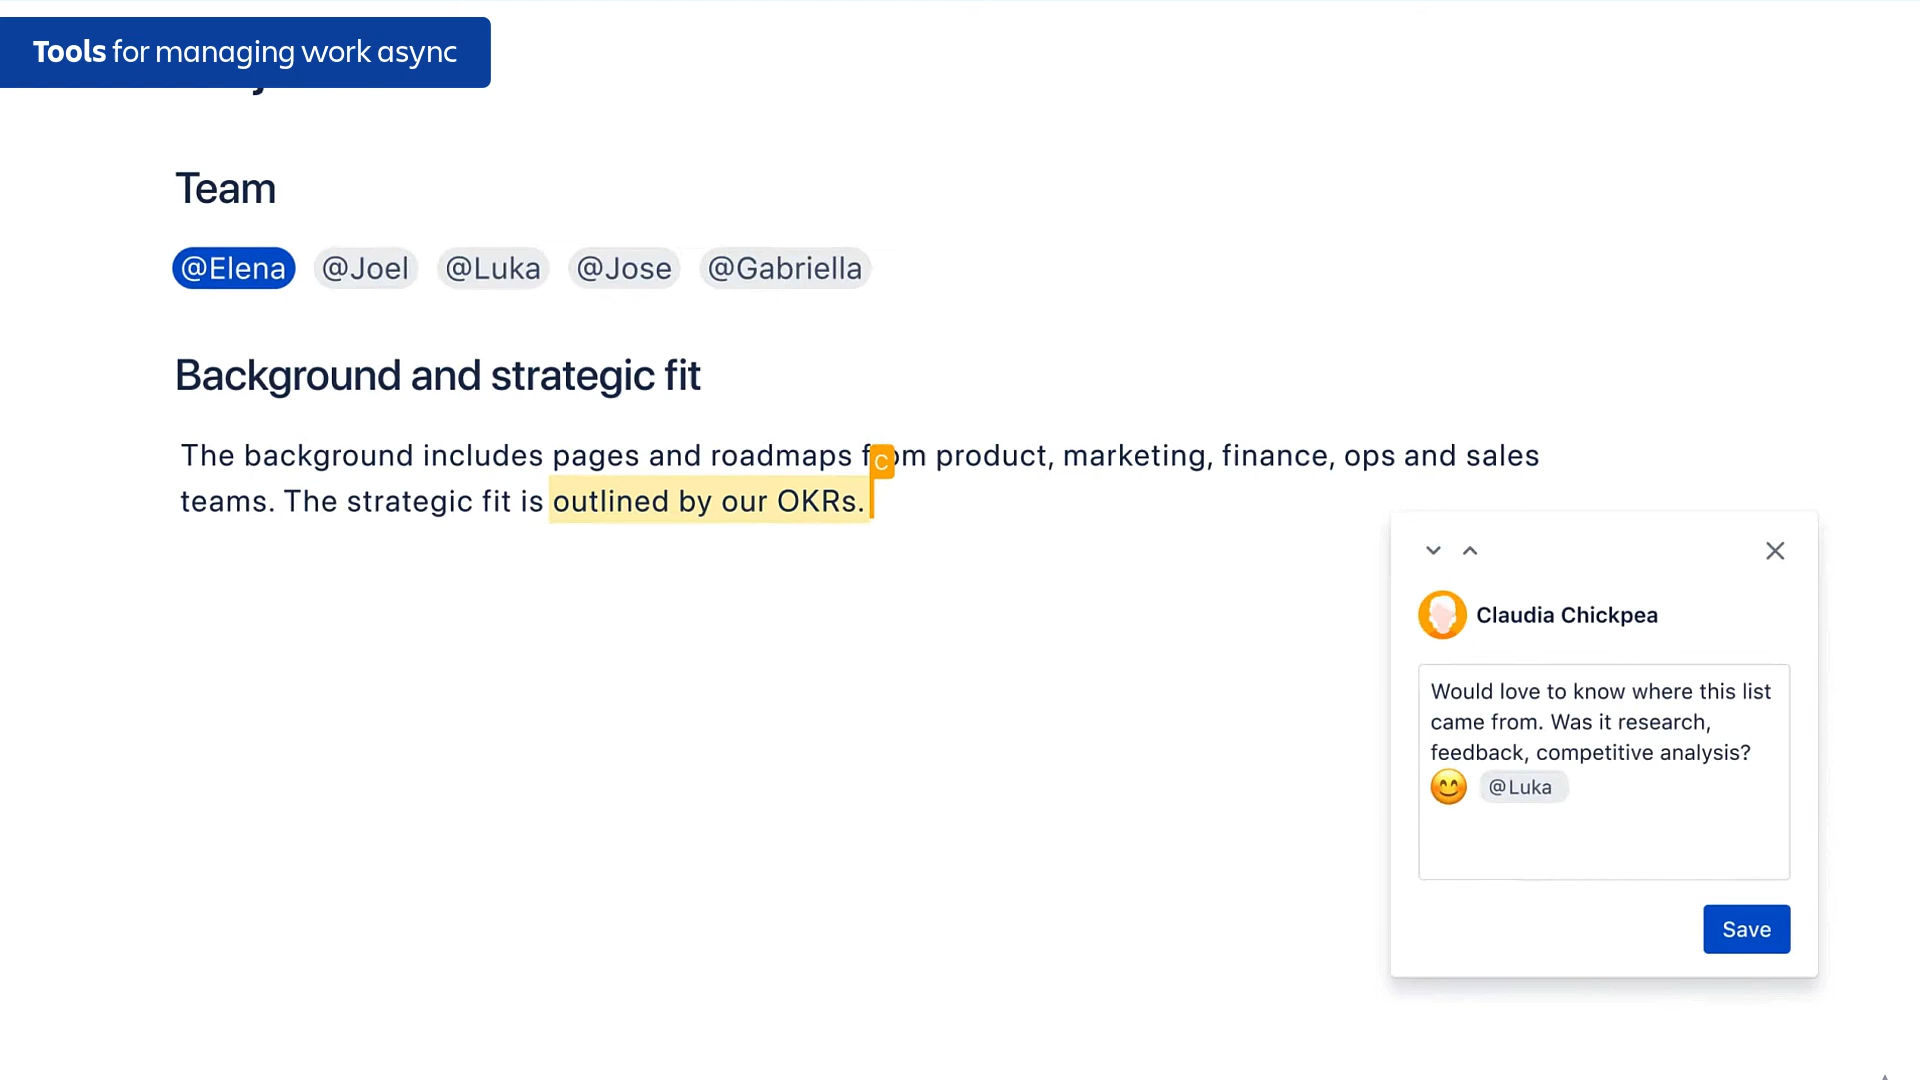 Tools for managing work async
Team
@Elena @Joel @Luka @Jose @Gabriella
Background and strategic fit
The background includes pages and roadmaps from product, marketing, finance, ops and sales
C
teams. The strategic fit is outlined by our OKRs.
Claudia Chickpea
Would love to know where this list
came from. Was it research,
feedback, competitive analysis?
😊 @Luka
Save